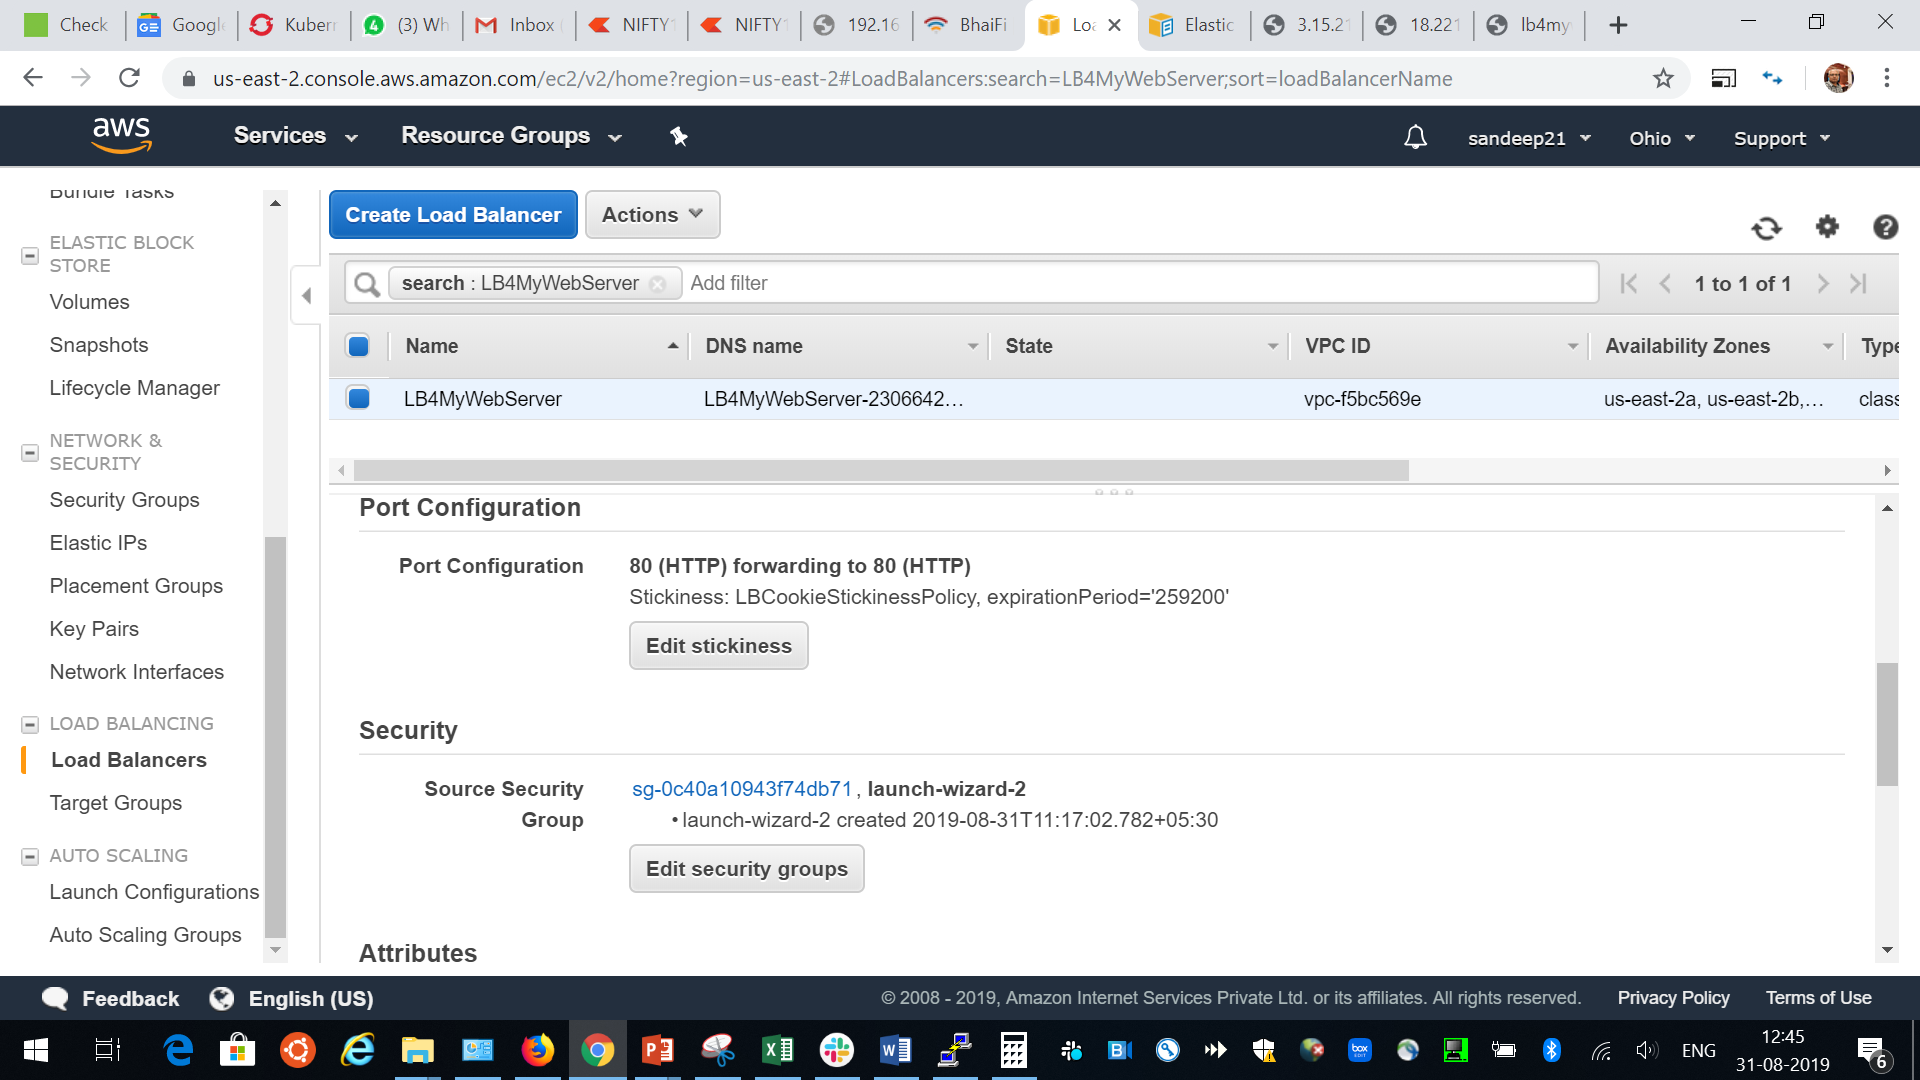 Check
Google
Kuber
(3) Wh
Inbox
NIFTY
NIFTY
192.16
BhaiFi
Loa
Elastic
3.15.21
18.221
lb4my
us-east-2.console.aws.amazon.com/ec2/v2/home?region=us-east-2#LoadBalancers:search=LB4MyWebServer;sort=loadBalancerName
aws
Services
Resource Groups
sandeep21
Ohio
Support
Bundle Tasks
ELASTIC BLOCK
STORE
Volumes
Snapshots
Lifecycle Manager
NETWORK &
SECURITY
Security Groups
Elastic IPs
Placement Groups
Key Pairs
Network Interfaces
LOAD BALANCING
Load Balancers
Target Groups
AUTO SCALING
Launch Configurations
Auto Scaling Groups
Create Load Balancer
Actions
search : LB4MyWebServer
Add filter
1 to 1 of 1
Name
DNS name
State
VPC ID
Availability Zones
Type
LB4MyWebServer
LB4MyWebServer-2306642…
vpc-f5bc569e
us-east-2a, us-east-2b,…
class
Port Configuration
Port Configuration
80 (HTTP) forwarding to 80 (HTTP)
Stickiness: LBCookieStickinessPolicy, expirationPeriod='259200'
Edit stickiness
Security
Source Security
Group
sg-0c40a10943f74db71, launch-wizard-2
• launch-wizard-2 created 2019-08-31T11:17:02.782+05:30
Edit security groups
Attributes
Feedback
English (US)
© 2008 - 2019, Amazon Internet Services Private Ltd. or its affiliates. All rights reserved.
Privacy Policy
Terms of Use
ENG
12:45
31-08-2019
6